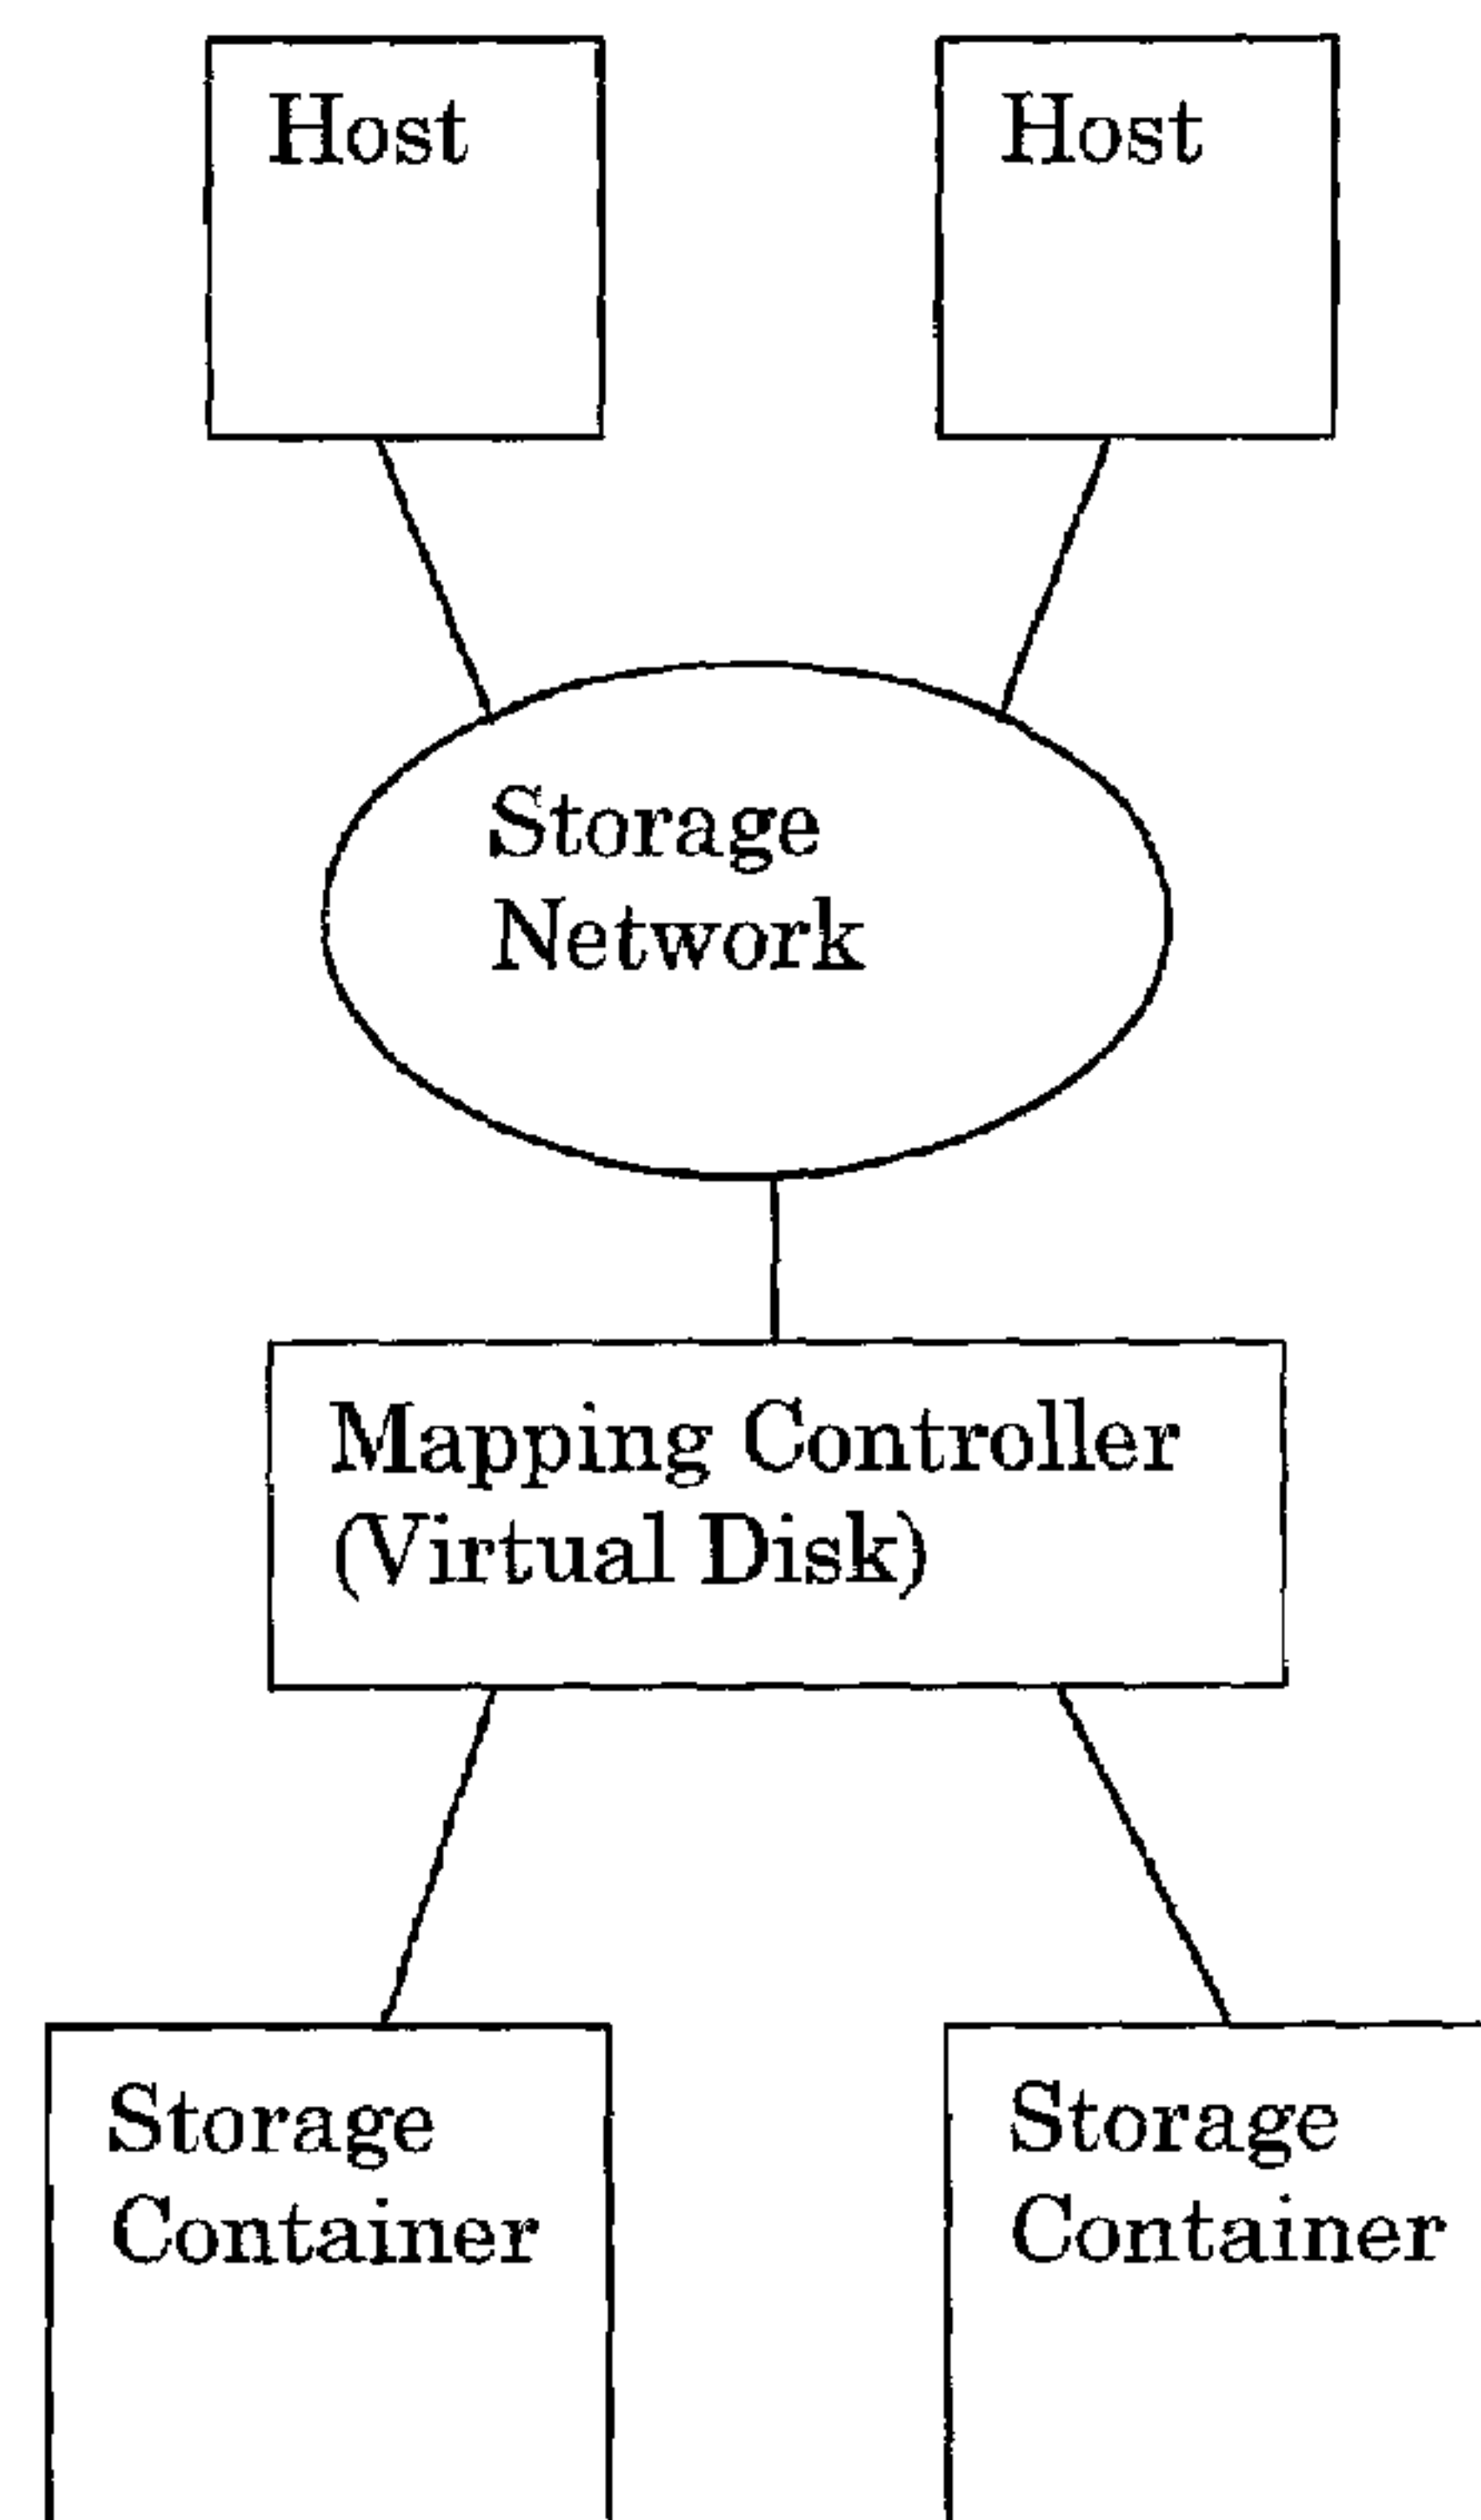 Host
Host
Storage
Network
Mapping Controller
(Virtual Disk)
Storage
Container
Storage
Container